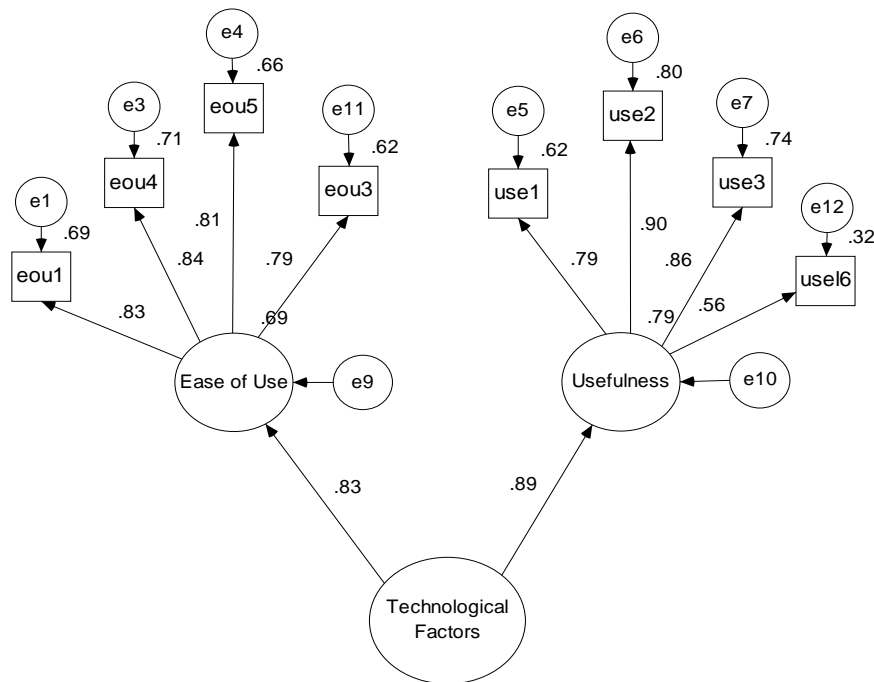 e4
e6
.66
.80
e3
eou5
e11
e5
use2
e7
.71
.62
.62
.74
eou4
eou3
use1
use3
e1
e12
.69
.32
eou1
.81
.90
usel6
.84
.79
.79
.86
.83
.69
.79
.56
Ease of Use
e9
Usefulness
e10
.83
.89
Technological
Factors